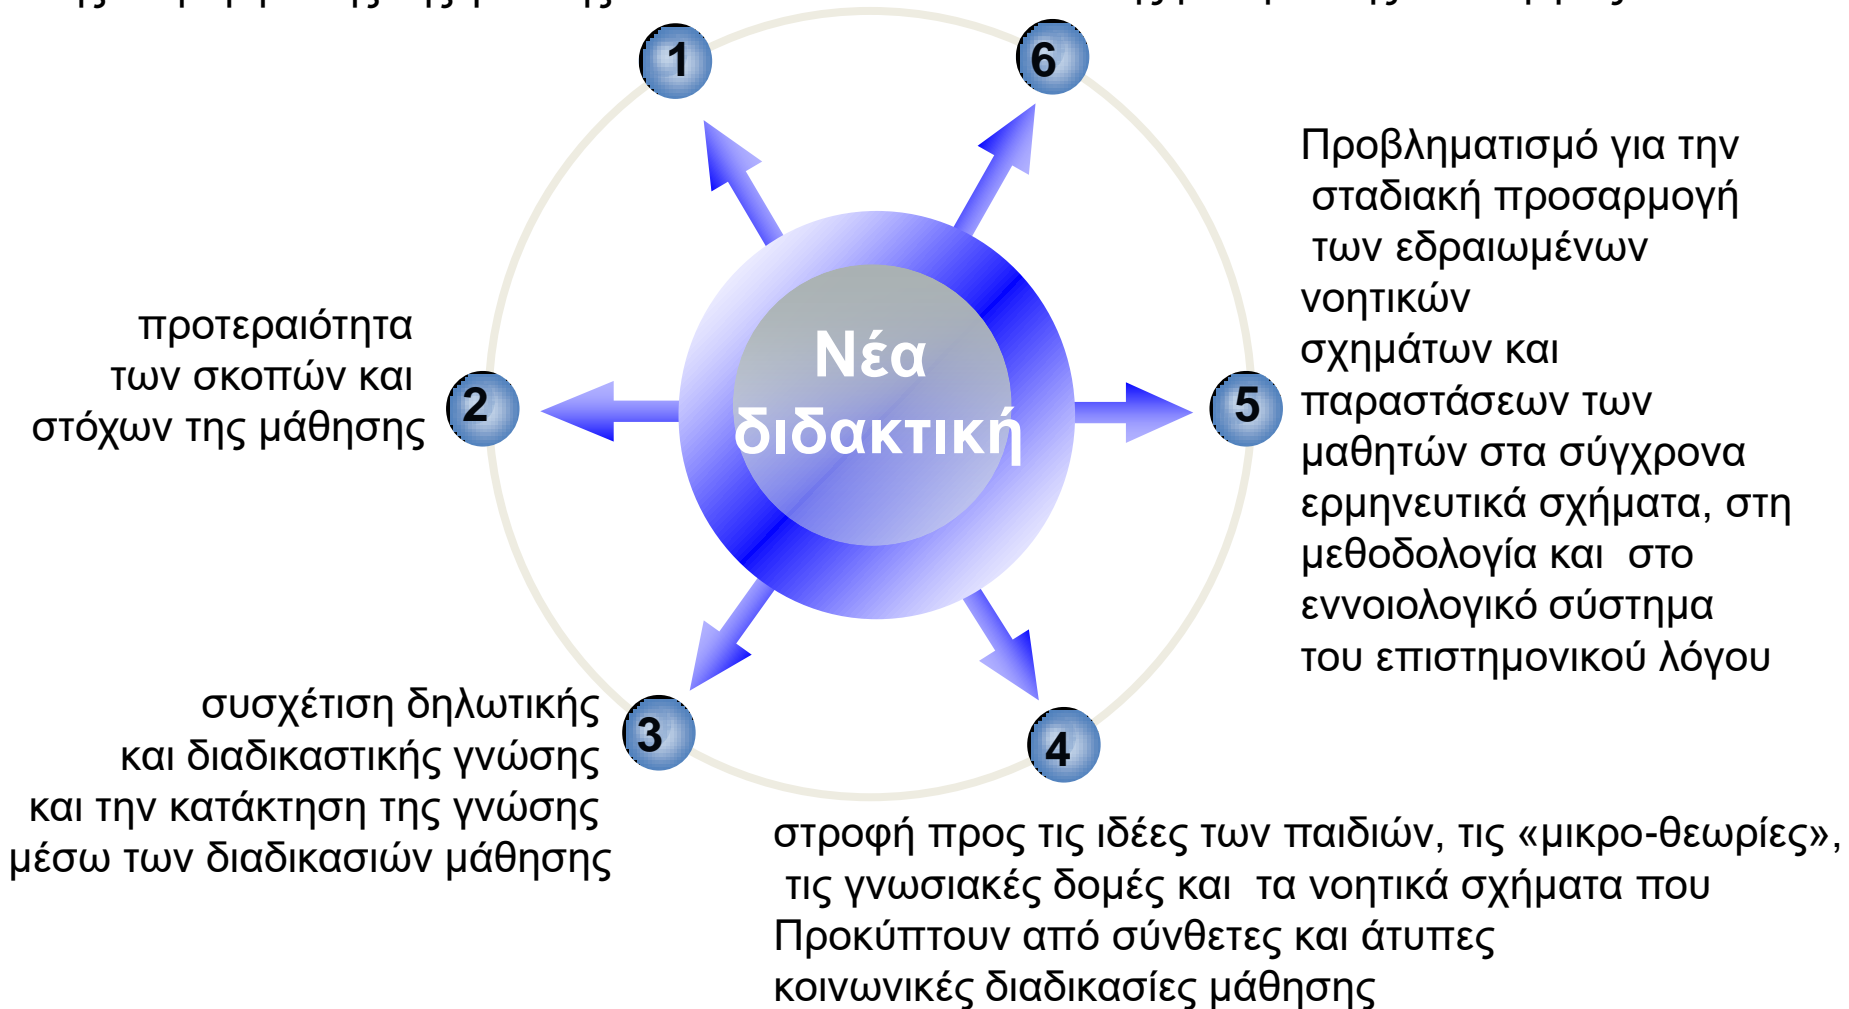 1
6
Προβληματισμό για την
σταδιακή προσαρμογή
των εδραιωμένων
νοητικών
σχημάτων και
παραστάσεων των
μαθητών στα σύγχρονα
ερμηνευτικά σχήματα, στη
μεθοδολογία και στο
εννοιολογικό σύστημα
του επιστημονικού λόγου
προτεραιότητα
των σκοπών και
στόχων της μάθησης
2
Νέα
διδακτική
5
συσχέτιση δηλωτικής
και διαδικαστικής γνώσης
και την κατάκτηση της γνώσης
μέσω των διαδικασιών μάθησης
3
4
στροφή προς τις ιδέες των παιδιών, τις «μικρο-θεωρίες»,
τις γνωσιακές δομές και τα νοητικά σχήματα που
Προκύπτουν από σύνθετες και άτυπες
κοινωνικές διαδικασίες μάθησης